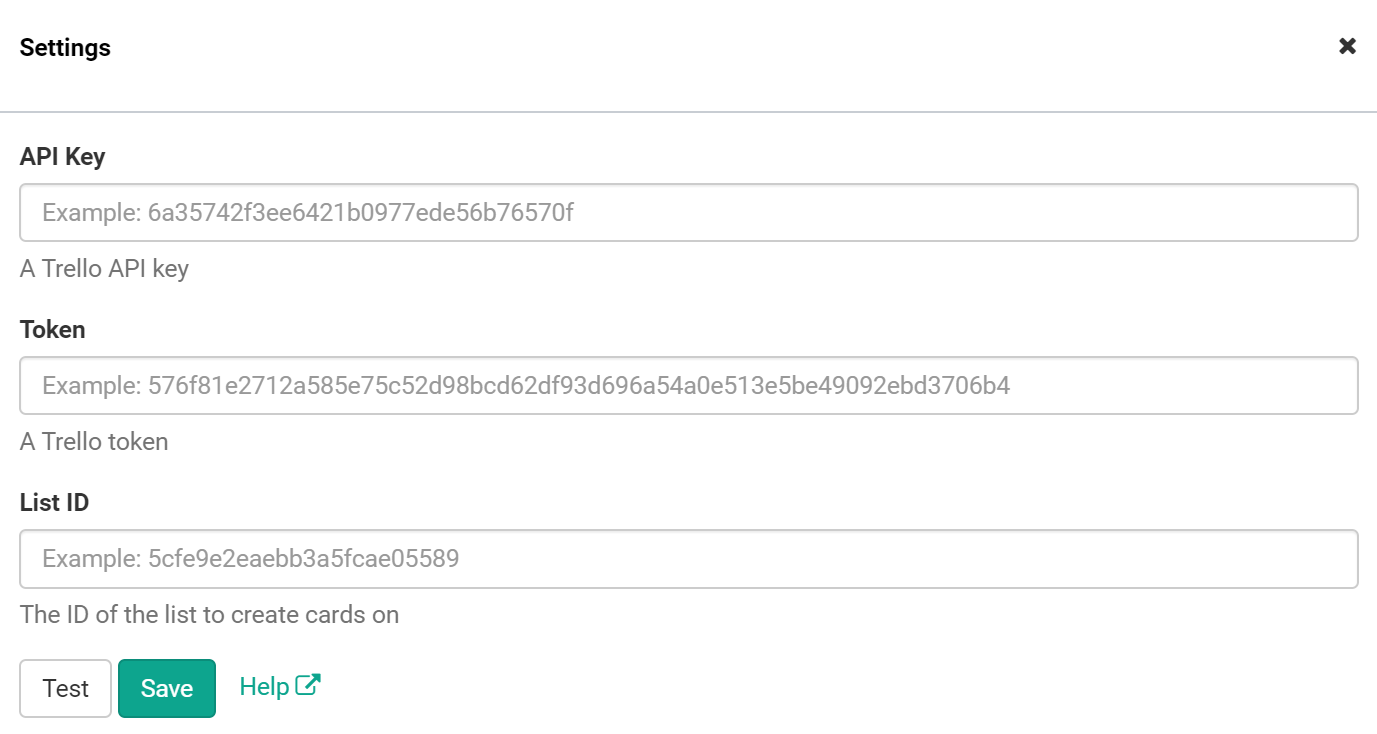 Settings
API Key
Example: 6a35742f3ee6421b0977ede56b76570f
A Trello API key
Token
Example: 576f81e2712a585e75c52d98bcd62df93d696a54a0e513e5be49092ebd3706b4
A Trello token
List ID
Example: 5cfe9e2eaebb3a5fcae05589
The ID of the list to create cards on
Test Save Help